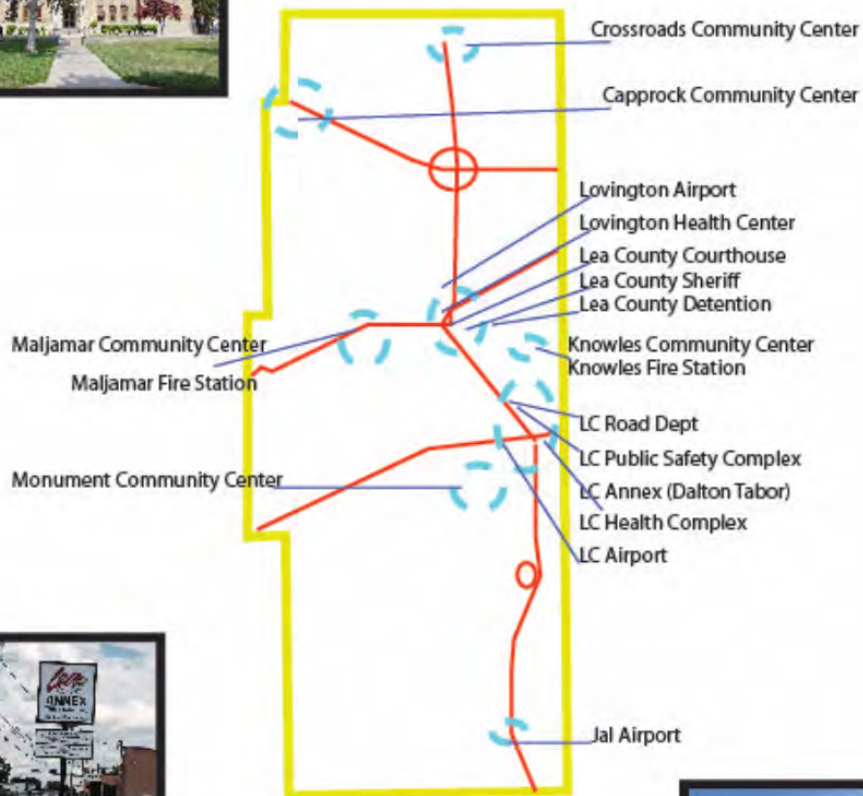 Crossroads Community Center
Capprock Community Center
Lovington Airport
Lovington Health Center
Lea County Courthouse
Lea County Sheriff
Lea County Detention
Maljamar Community Center
Knowles Community Center
Maljamar Fire Station
Knowles Fire Station
LC Road Dept
LC Public Safety Complex
Monument Community Center
LC Annex (Dalton Tabor)
LC Health Complex
LC Airport
Lea
ANNEX
Jal Airport